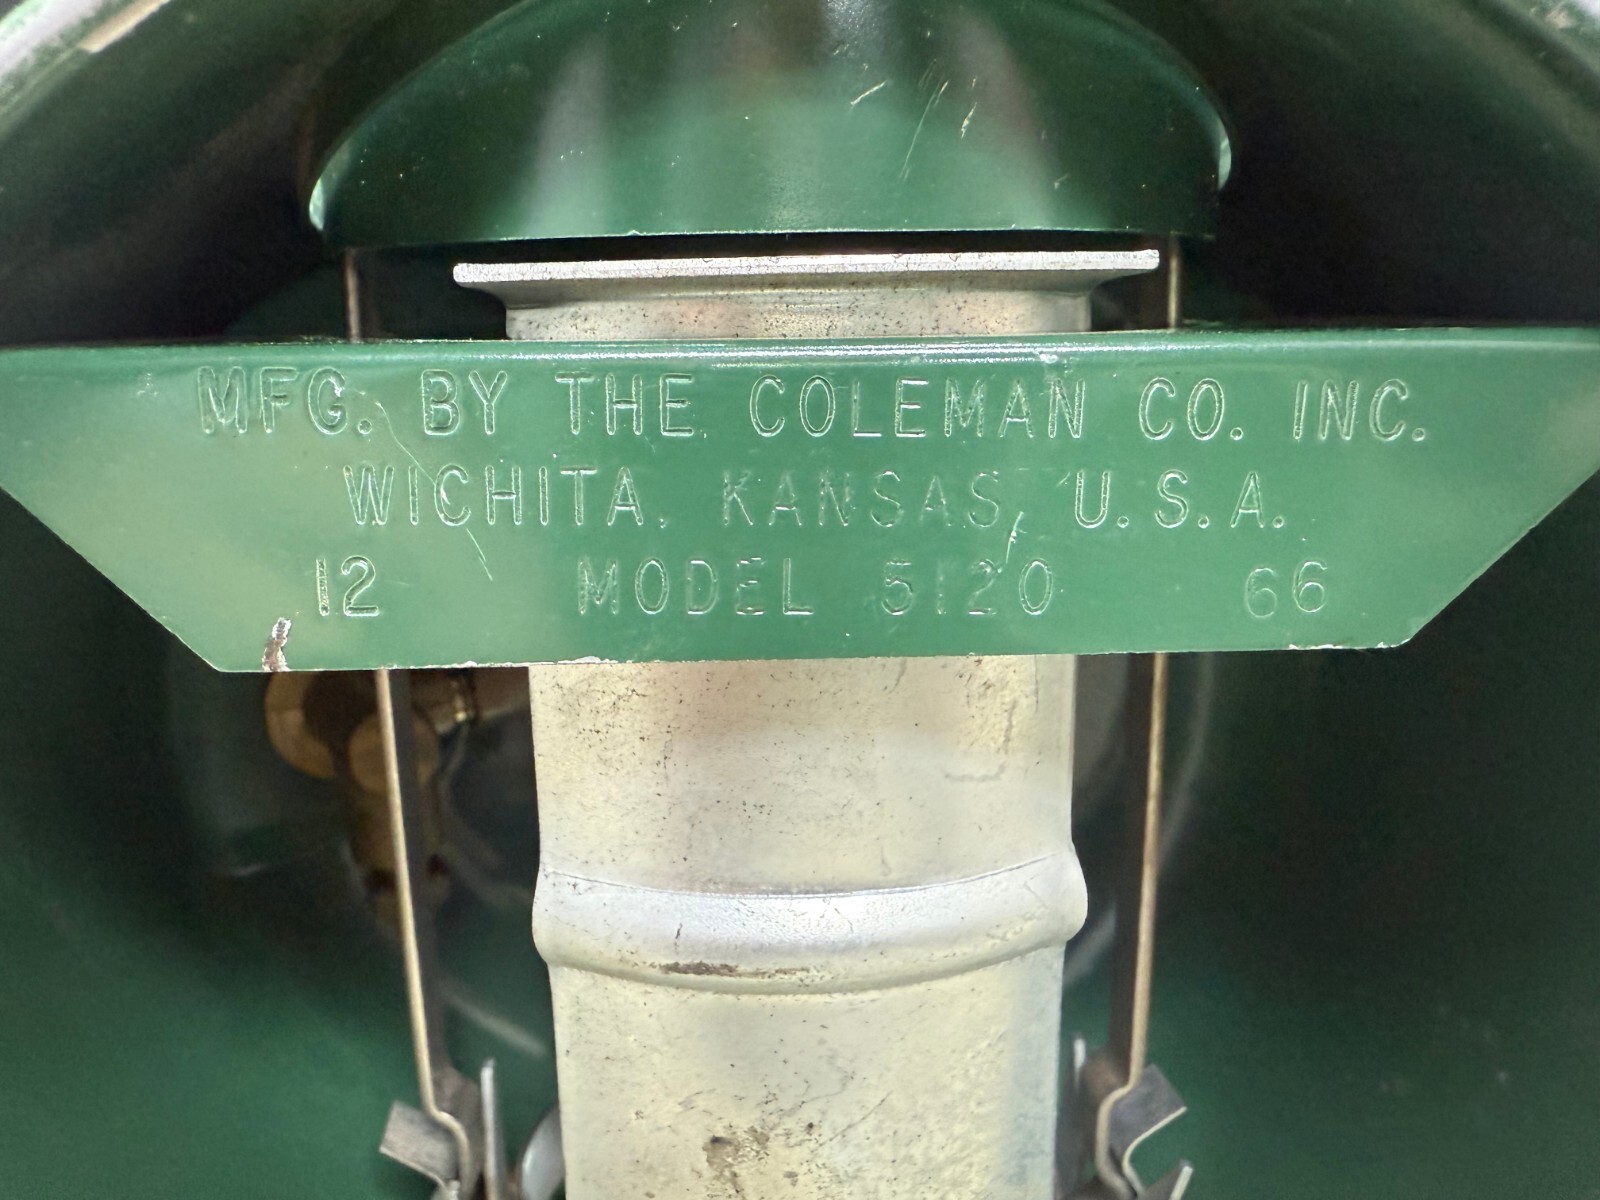 MFG. BY THE COLEMAN CO. INC.
WICHITA, KANSAS, U.S.A.
12 MODEL 5120 66